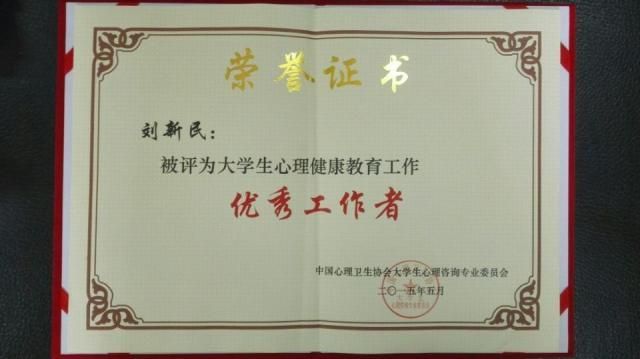 荣誉证书
刘新民：
被评为大学生心理健康教育工作
优秀工作者
中国心理卫生协会大学生心理咨询专业委员会
二〇一五年五月